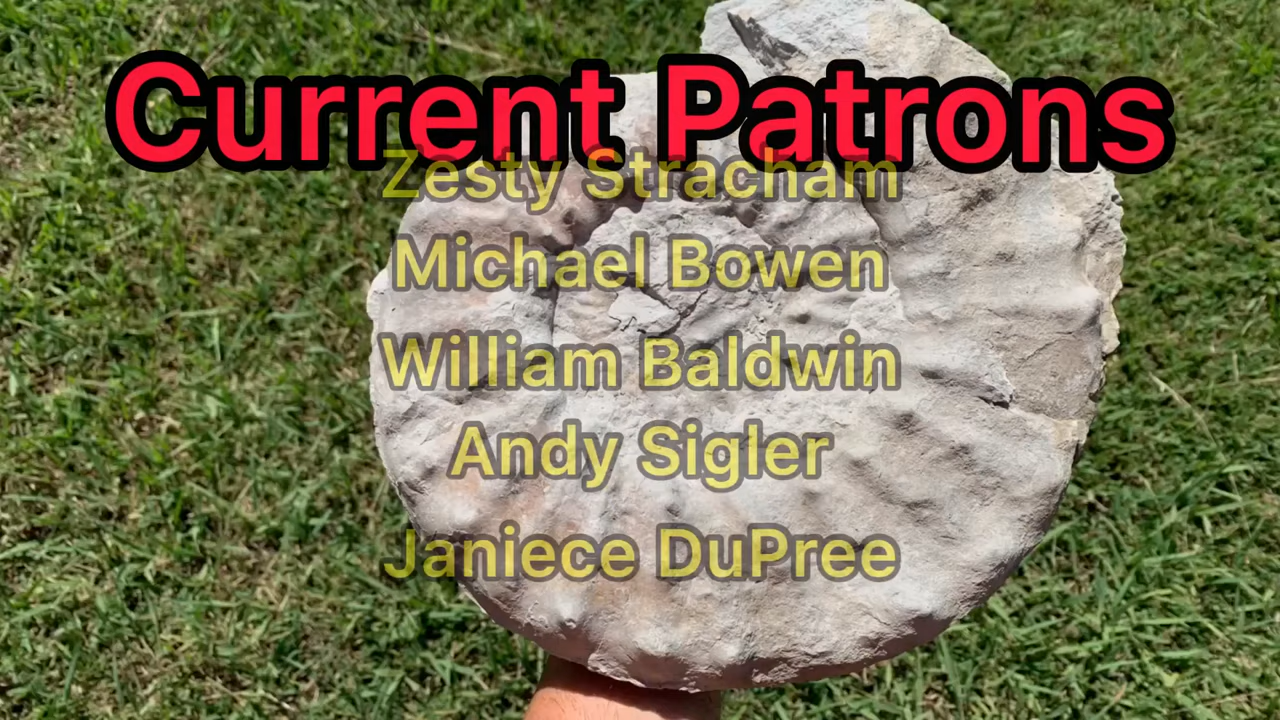 Current Patrons
Zesty Stracham
Michael Bowen
William Baldwin
Andy Sigler
Janiece DuPree